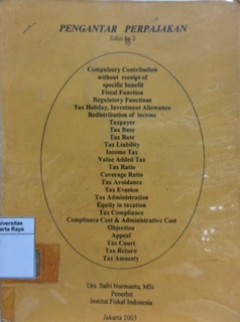 PENGANTAR PERPAJAKAN
Edisi ke 2
Compulsory Contribution
without receipt of
specific benefit
Fiscal Function
Regulatory Functions
Tax Holiday, Investment Allowance
Redistribution of income
Taxpayer
Tax Base
Tax Rate
Tax Liability
Income Tax
Value Added Tax
Tax Ratio
Coverage Ratio
Tax Avoidance
Tax Evasion
Tax Administration
Equity in taxation
Tax Compliance
Compliance Cost & Administrative Cost
Objection
Appeal
Tax Court
Tax Return
Tax Amnesty
Drs. Safri Nurmantu, MSi
Penerbit
Institut Fiskal Indonesia
Jakarta 2003
niversitas
arta Raya